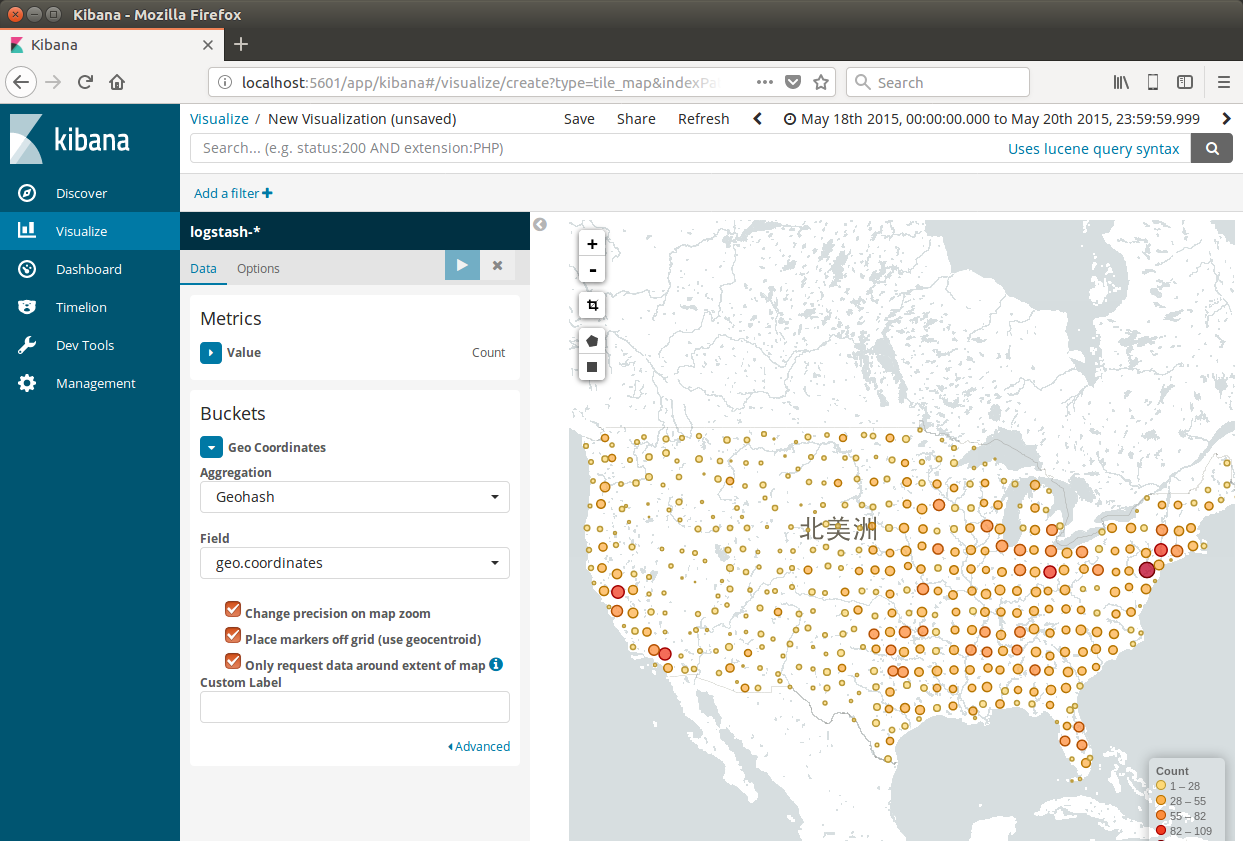 Kibana - Mozilla Firefox
Kibana
localhost:5601/app/kibana#/visualize/create?type=tile_map&indexPa
Search
kibana
Visualize / New Visualization (unsaved)
Save Share Refresh May 18th 2015, 00:00:00.000 to May 20th 2015, 23:59:59.999
Search... (e.g. status:200 AND extension:PHP)
Uses lucene query syntax
Add a filter +
Discover
Visualize
Dashboard
Timelion
Dev Tools
Management
logstash-*
Data Options
Metrics
Value Count
Buckets
Geo Coordinates
Aggregation
Geohash
Field
geo.coordinates
Change precision on map zoom
Place markers off grid (use geocentroid)
Only request data around extent of map
Custom Label
Advanced
+
-
北美洲
Count
1 – 28
28 – 55
55 – 82
82 – 109